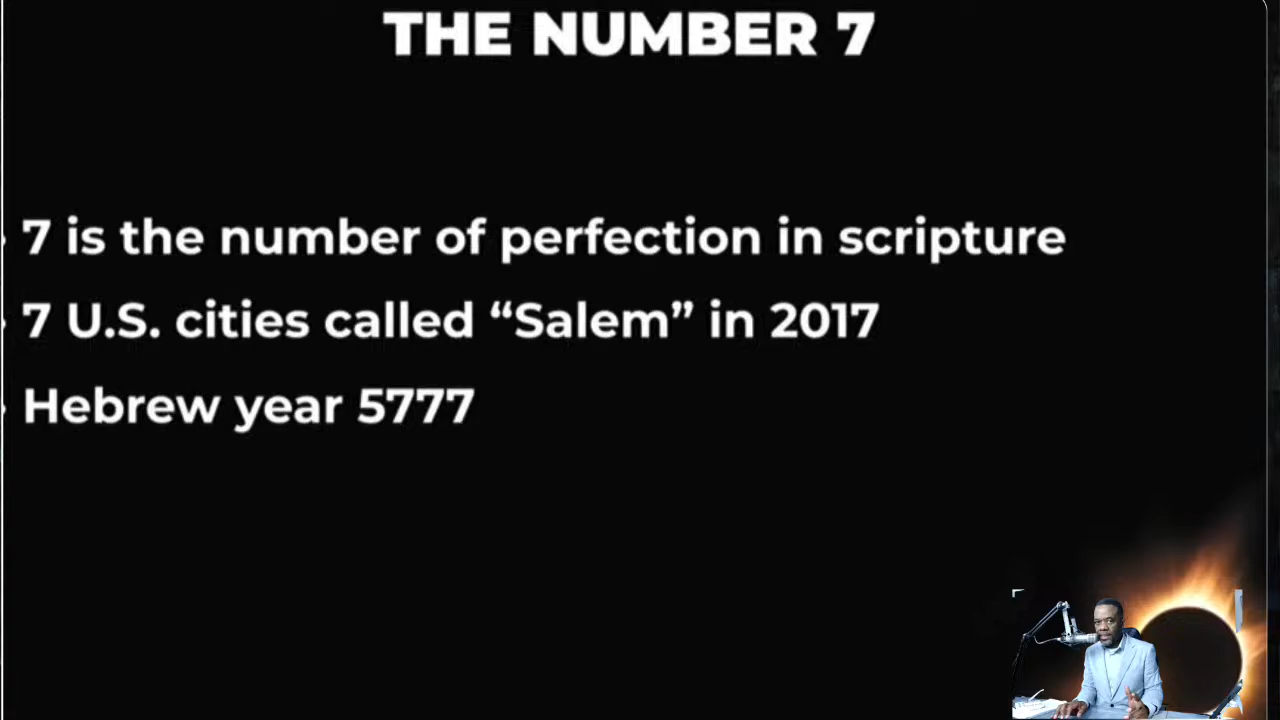 THE NUMBER 7
7 is the number of perfection in scripture
7 U.S. cities called “Salem” in 2017
Hebrew year 5777